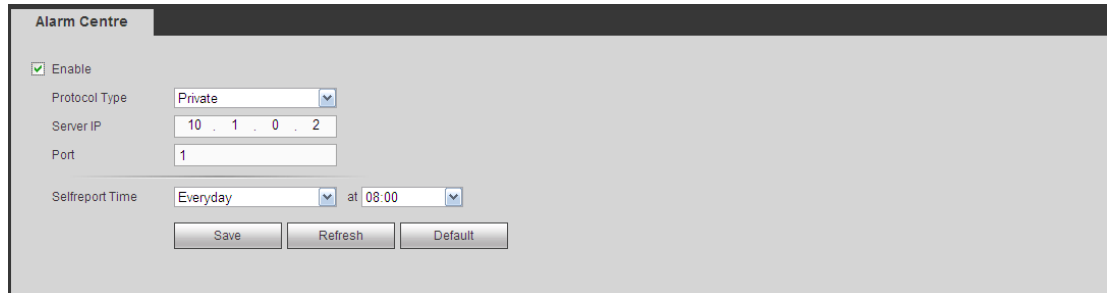 Alarm Centre
Enable
Protocol Type Private
Server IP 10 . 1 . 0 . 2
Port 1
Selfreport Time Everyday at 08:00
Save Refresh Default